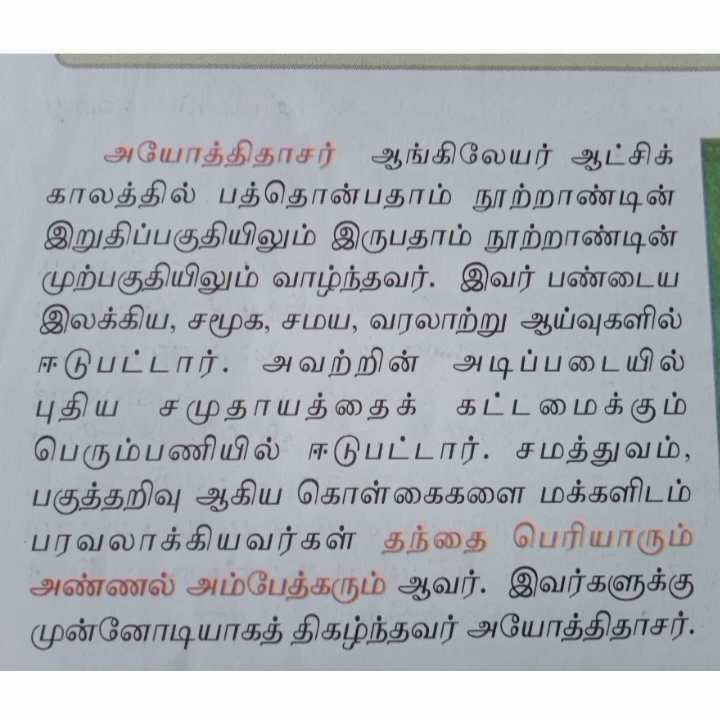 அயோத்திதாசர் ஆங்கிலேயர் ஆட்சிக்
காலத்தில் பத்தொன்பதாம் நூற்றாண்டின்
இறுதிப்பகுதியிலும் இருபதாம் நூற்றாண்டின்
முற்பகுதியிலும் வாழ்ந்தவர். இவர் பண்டைய
இலக்கிய, சமூக, சமய, வரலாற்று ஆய்வுகளில்
ஈடுபட்டார். அவற்றின் அடிப்படையில்
புதிய சமுதாயத்தைக் கட்டமைக்கும்
பெரும்பணியில் ஈடுபட்டார். சமத்துவம்,
பகுத்தறிவு ஆகிய கொள்கைகளை மக்களிடம்
பரவலாக்கியவர்கள் தந்தை பெரியாரும்
அண்ணல் அம்பேத்கரும் ஆவர். இவர்களுக்கு
முன்னோடியாகத் திகழ்ந்தவர் அயோத்திதாசர்.